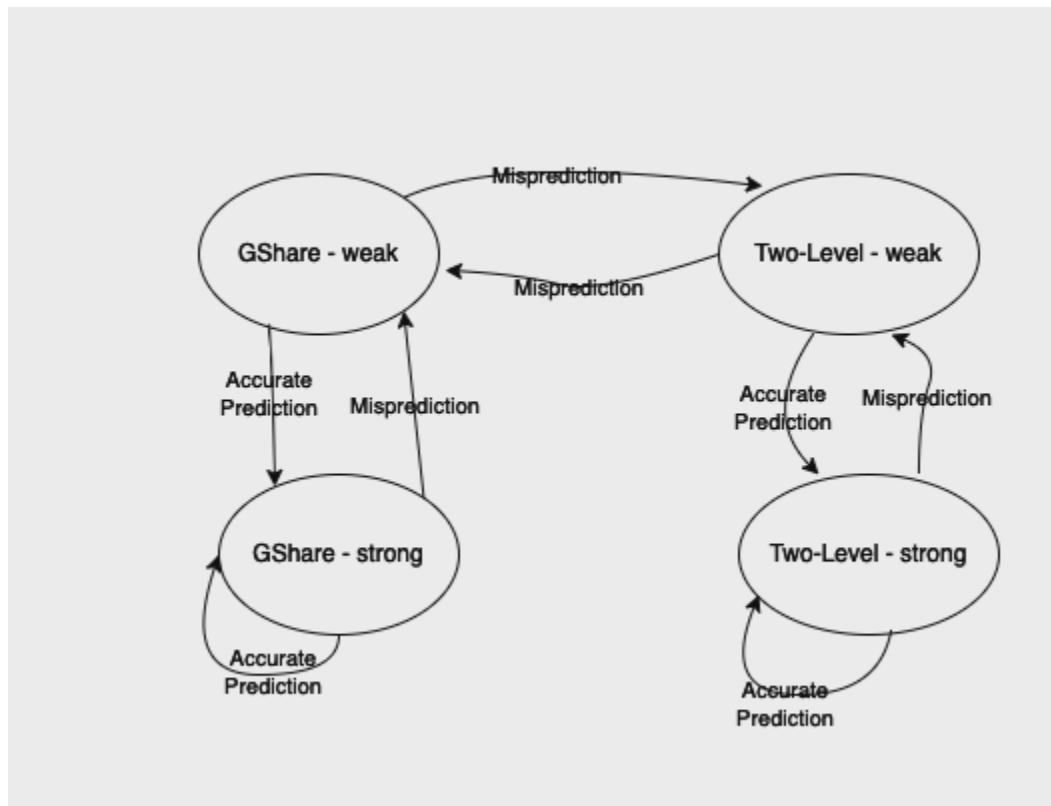 Misprediction
GShare - weak
Two-Level - weak
Misprediction
Accurate
Prediction
Misprediction
Accurate
Prediction
Misprediction
GShare - strong
Two-Level - strong
Accurate
Prediction
Accurate
Prediction